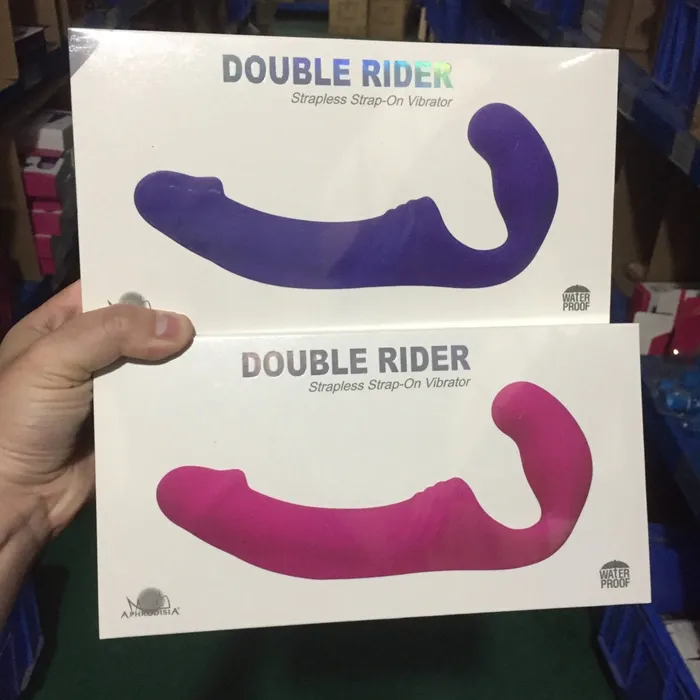 DOUBLE RIDER
Strapless Strap-On Vibrator
WATER
PROOF
DOUBLE RIDER
Strapless Strap-On Vibrator
APHRODISIA®
WATER
PROOF